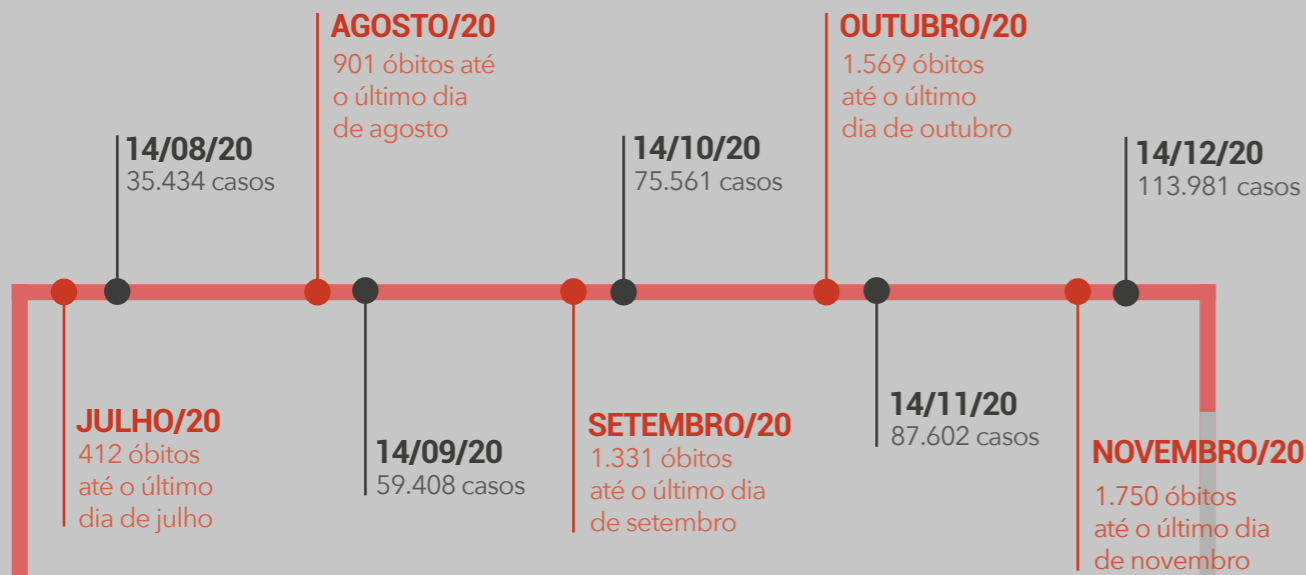 AGOSTO/20
901 óbitos até
o último dia
de agosto
OUTUBRO/20
1.569 óbitos
até o último
dia de outubro
14/08/20
35.434 casos
14/10/20
75.561 casos
14/12/20
113.981 casos
JULHO/20
412 óbitos
até o último
dia de julho
14/09/20
59.408 casos
SETEMBRO/20
1.331 óbitos
até o último dia
de setembro
14/11/20
87.602 casos
NOVEMBRO/20
1.750 óbitos
até o último dia
de novembro